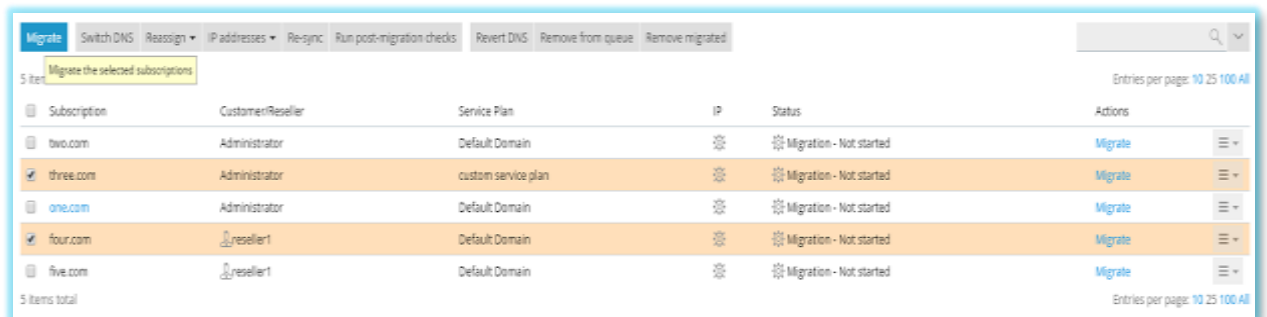 Migrate Switch DNS Reassign IP addresses Re-sync Run post-migration checks Revert DNS Remove from queue Remove migrated
Migrate the selected subscriptions
5 item Entries per page: 10 25 100 All
Subscription Customer/Reseller Service Plan IP Status Actions
two.com Administrator Default Domain Migration - Not started Migrate
three.com Administrator custom service plan Migration - Not started Migrate
one.com Administrator Default Domain Migration - Not started Migrate
four.com reseller1 Default Domain Migration - Not started Migrate
five.com reseller1 Default Domain Migration - Not started Migrate
5 items total Entries per page: 10 25 100 All